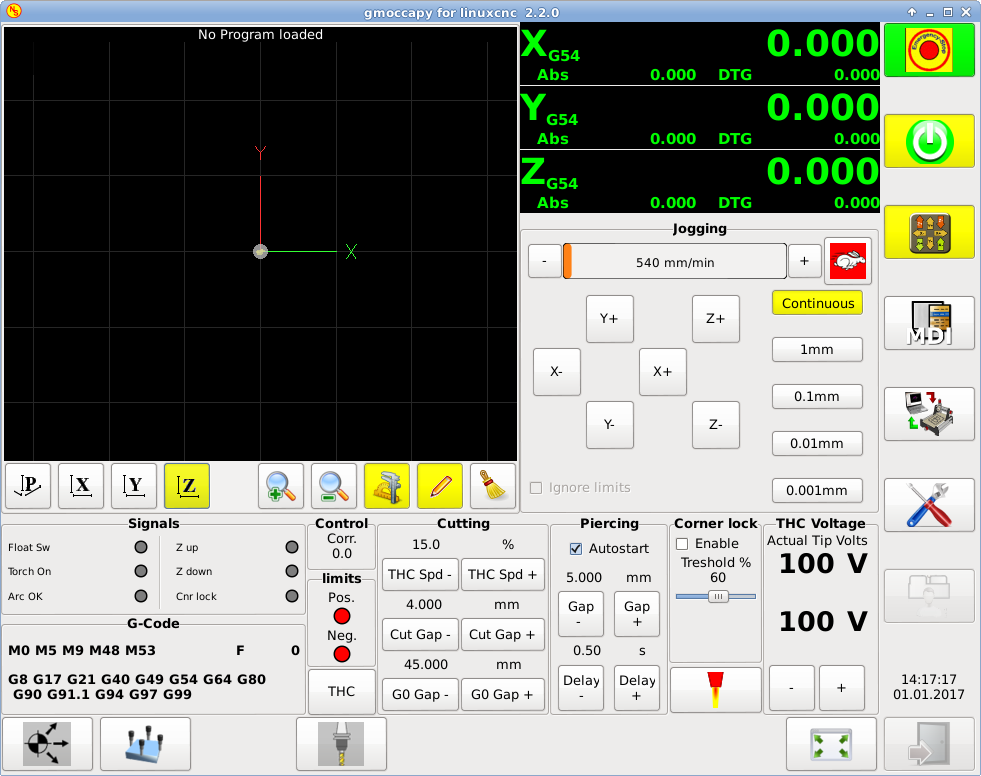 gmoccapy for linuxcnc 2.2.0
No Program loaded
Y
X
X G54 0.000
Abs 0.000 DTG 0.000
Y G54 0.000
Abs 0.000 DTG 0.000
Z G54 0.000
Abs 0.000 DTG 0.000
Emergency-Stop
MDI
Jogging
- 540 mm/min +
Continuous
Y+ Z+
1mm
X- X+
0.1mm
Y- Z-
0.01mm
Ignore limits
0.001mm
P X Y Z
Signals
Float Sw Z up
Torch On Z down
Arc OK Cnr lock
G-Code
M0 M5 M9 M48 M53 F 0
G8 G17 G21 G40 G49 G54 G64 G80
G90 G91.1 G94 G97 G99
Control
Corr.
0.0
limits
Pos.
Neg.
THC
Cutting
15.0 %
THC Spd - THC Spd +
4.000 mm
Cut Gap - Cut Gap +
45.000 mm
G0 Gap - G0 Gap +
Piercing
Autostart
5.000 mm
Gap
-
Gap
+
0.50 s
Delay
-
Delay
+
Corner lock
Enable
Treshold %
60
THC Voltage
Actual Tip Volts
100 V
100 V
- +
14:17:17
01.01.2017